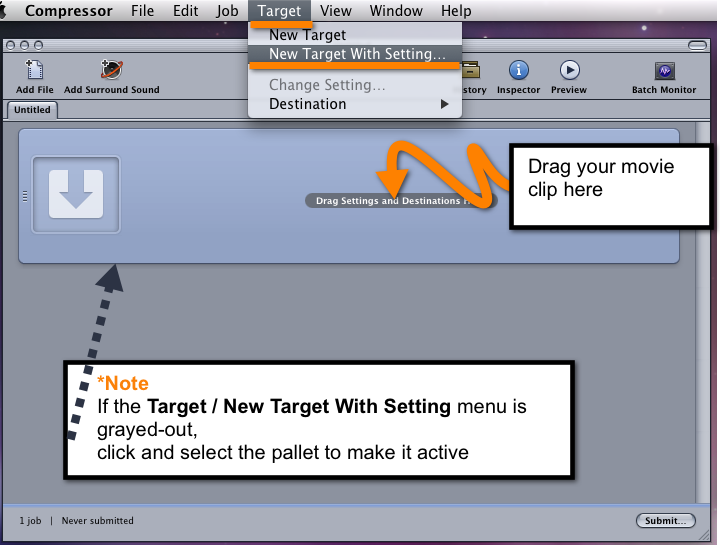 Compressor File Edit Job Target View Window Help
New Target
New Target With Setting...
Change Setting...
Destination
Add File Add Surround Sound Inspector Preview Batch Monitor
Untitled
Drag your movie
clip here
Drag Settings and Destinations
*Note
If the Target / New Target With Setting menu is
grayed-out,
click and select the pallet to make it active
1 job | Never submitted
Submit...